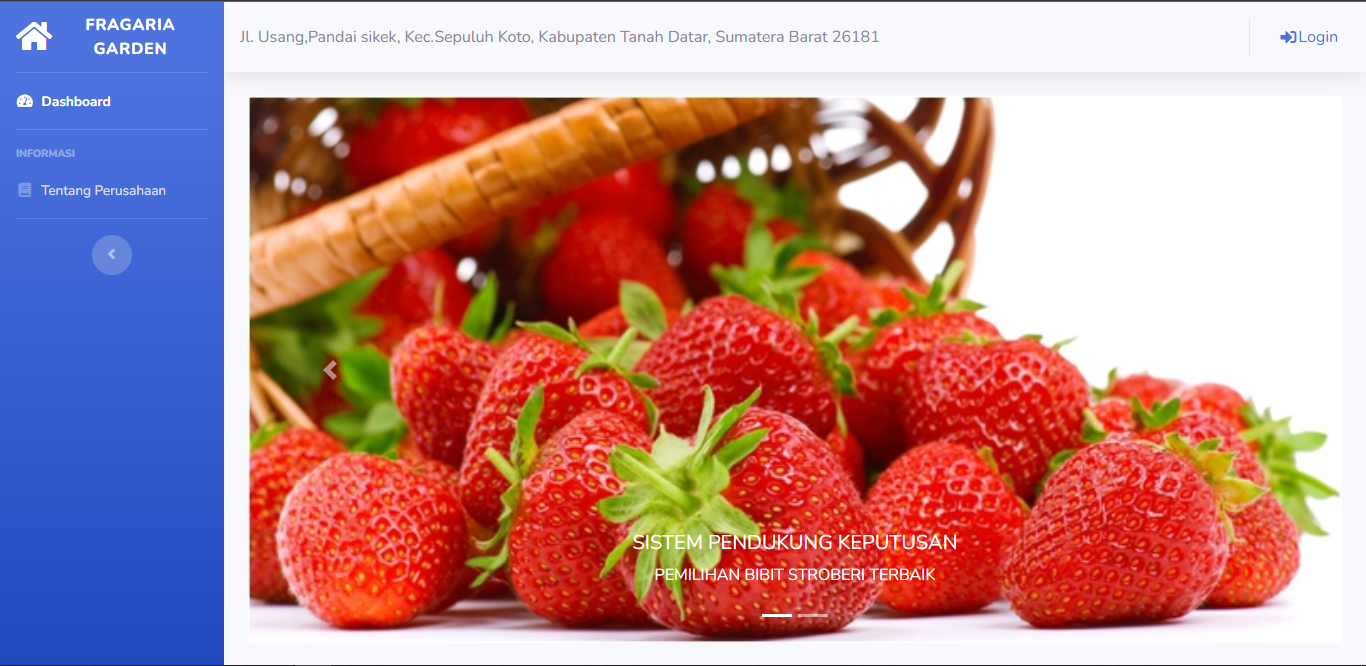 FRAGARIA
GARDEN
Jl. Usang,Pandai sikek, Kec.Sepuluh Koto, Kabupaten Tanah Datar, Sumatera Barat 26181
Login
Dashboard
INFORMASI
Tentang Perusahaan
SISTEM PENDUKUNG KEPUTUSAN
PEMILIHAN BIBIT STROBERI TERBAIK